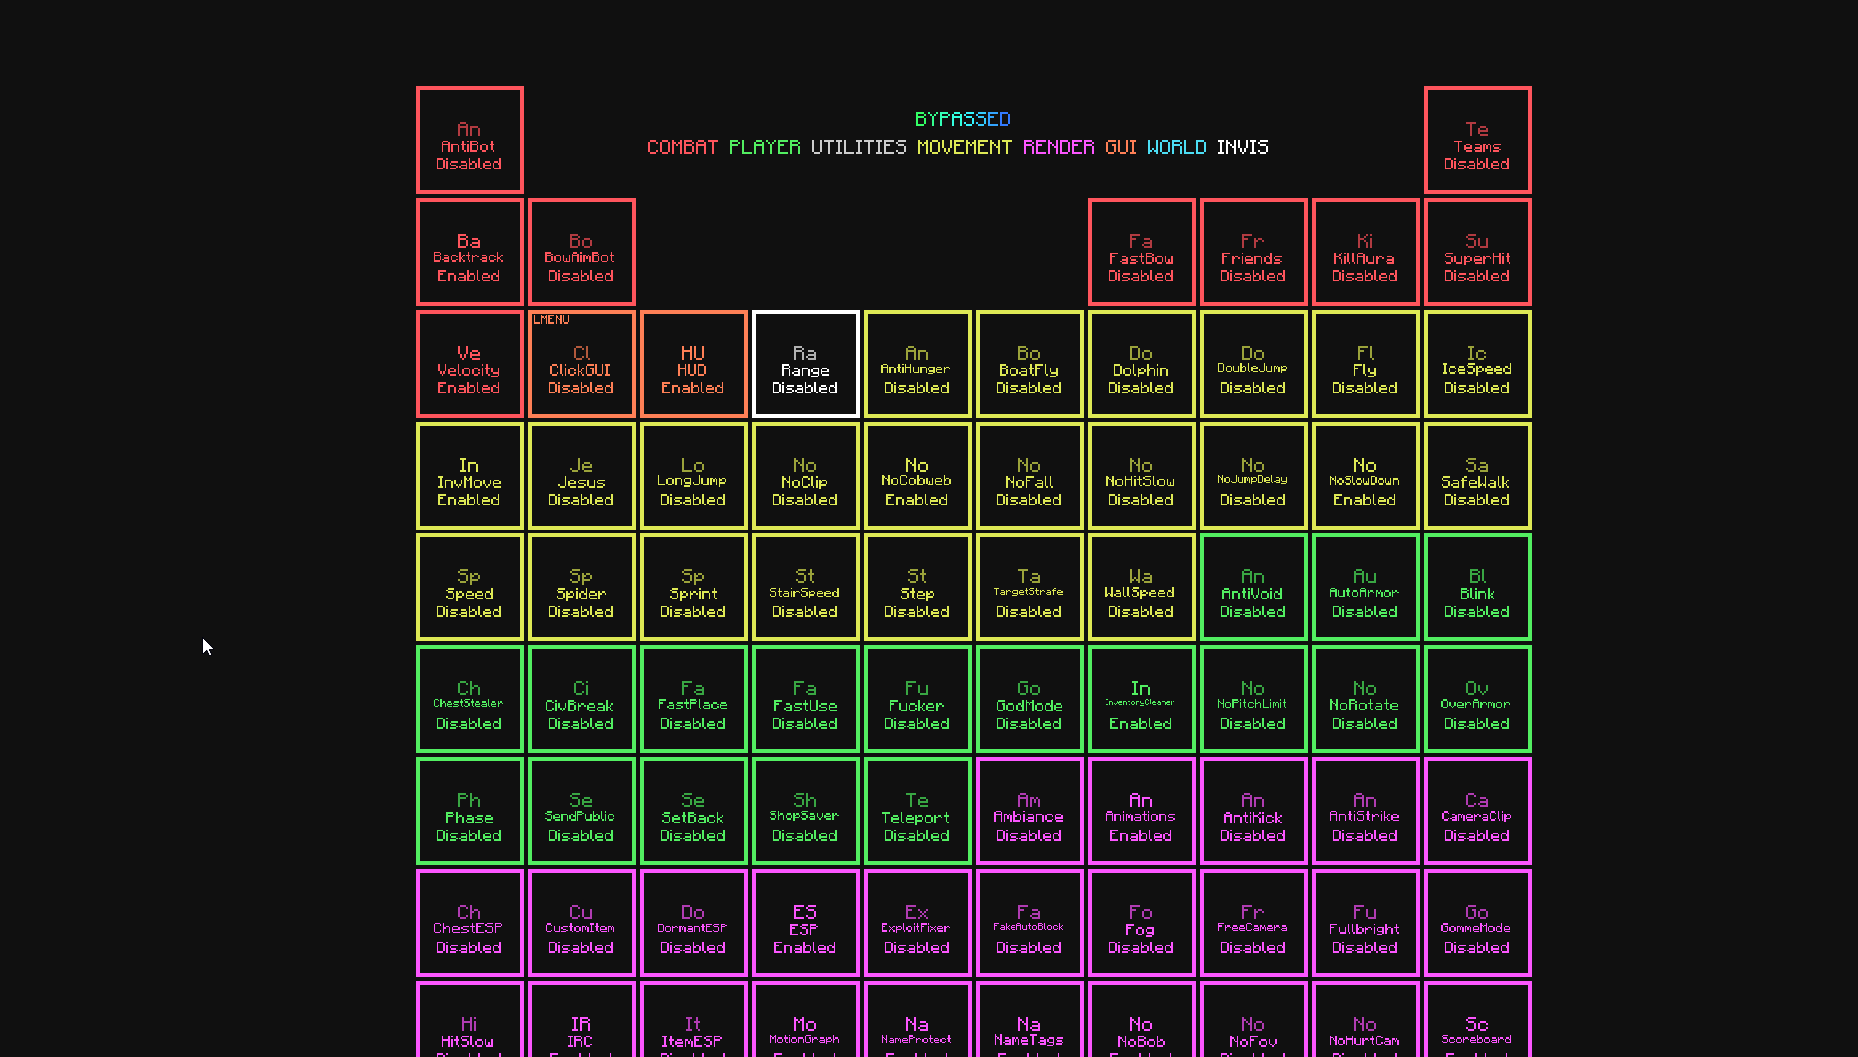 BYPASSED
COMBAT PLAYER UTILITIES MOVEMENT RENDER GUI WORLD INVIS
An
AntiBot
Disabled
Te
Teams
Disabled
Ba
Backtrack
Enabled
Bo
BowAimBot
Disabled
Fa
FastBow
Disabled
Fr
Friends
Disabled
Ki
KillAura
Disabled
Su
SuperHit
Disabled
Ve
Velocity
Enabled
LMENU
Cl
ClickGUI
Disabled
HU
HUD
Enabled
Ra
Range
Disabled
An
AntiHunger
Disabled
Bo
BoatFly
Disabled
Do
Dolphin
Disabled
Do
DoubleJump
Disabled
Fl
Fly
Disabled
Ic
IceSpeed
Disabled
In
InvMove
Enabled
Je
Jesus
Disabled
Lo
LongJump
Disabled
No
NoClip
Disabled
No
NoCobweb
Enabled
No
NoFall
Disabled
No
NoHitSlow
Disabled
No
NoJumpDelay
Disabled
No
NoSlowDown
Enabled
Sa
SafeWalk
Disabled
Sp
Speed
Disabled
Sp
Spider
Disabled
Sp
Sprint
Disabled
St
StairSpeed
Disabled
St
Step
Disabled
Ta
TargetStrafe
Disabled
Wa
WallSpeed
Disabled
An
AntiVoid
Disabled
Au
AutoArmor
Disabled
Bl
Blink
Disabled
Ch
ChestStealer
Disabled
Ci
CivBreak
Disabled
Fa
FastPlace
Disabled
Fa
FastUse
Disabled
Fu
Fucker
Disabled
Go
GodMode
Disabled
In
InventoryCleaner
Enabled
No
NoPitchLimit
Disabled
No
NoRotate
Disabled
Ov
OverArmor
Disabled
Ph
Phase
Disabled
Se
SendPublic
Disabled
Se
SetBack
Disabled
Sh
ShopSaver
Disabled
Te
Teleport
Disabled
Am
Ambiance
Disabled
An
Animations
Enabled
An
AntiKick
Disabled
An
AntiStrike
Disabled
Ca
CameraClip
Disabled
Ch
ChestESP
Disabled
Cu
CustomItem
Disabled
Do
DormantESP
Disabled
ES
ESP
Enabled
Ex
ExploitFixer
Disabled
Fa
FakeAutoBlock
Disabled
Fo
Fog
Disabled
Fr
FreeCamera
Disabled
Fu
Fullbright
Disabled
Go
GommeMode
Disabled
Hi
HitSlow
IR
IRC
It
ItemESP
Mo
MotionGraph
Na
NameProtect
Na
NameTags
No
NoBob
No
NoFov
No
NoHurtCam
Sc
Scoreboard